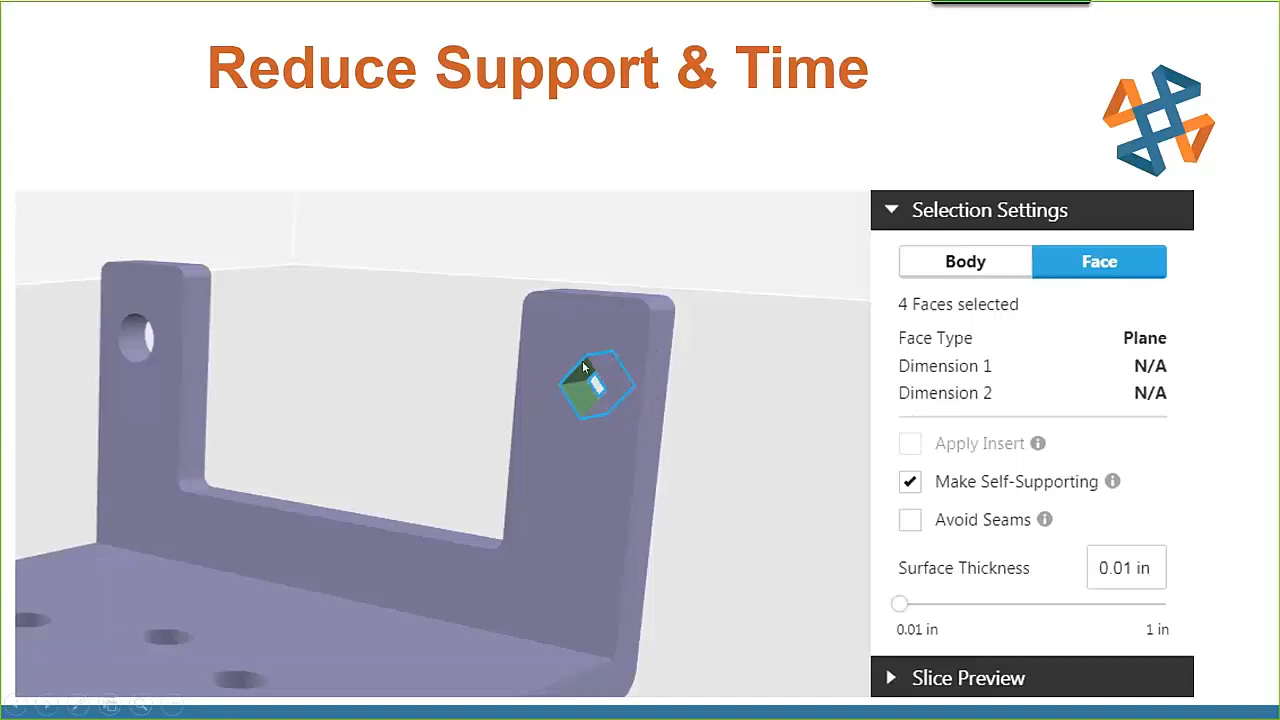 Reduce Support & Time
Selection Settings
Body Face
4 Faces selected
Face Type Plane
Dimension 1 N/A
Dimension 2 N/A
Apply Insert
Make Self-Supporting
Avoid Seams
Surface Thickness 0.01 in
0.01 in 1 in
Slice Preview